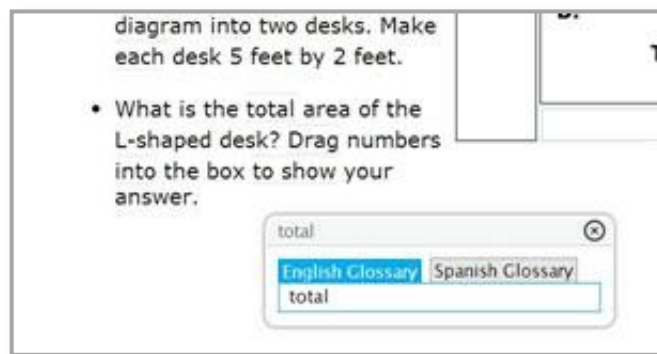 diagram into two desks. Make
each desk 5 feet by 2 feet.
• What is the total area of the
L-shaped desk? Drag numbers
into the box to show your
answer.
total
English Glossary Spanish Glossary
total